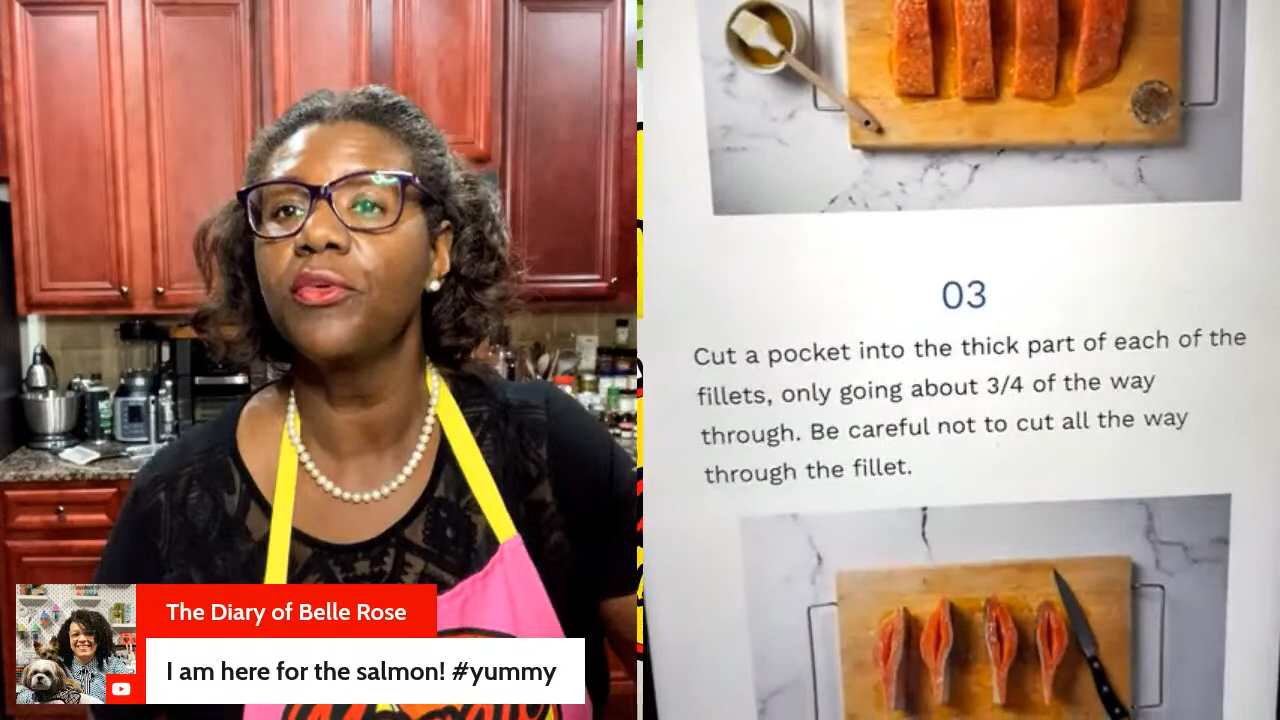 03
Cut a pocket into the thick part of each of the
fillets, only going about 3/4 of the way
through. Be careful not to cut all the way
through the fillet.
The Diary of Belle Rose
I am here for the salmon! #yummy